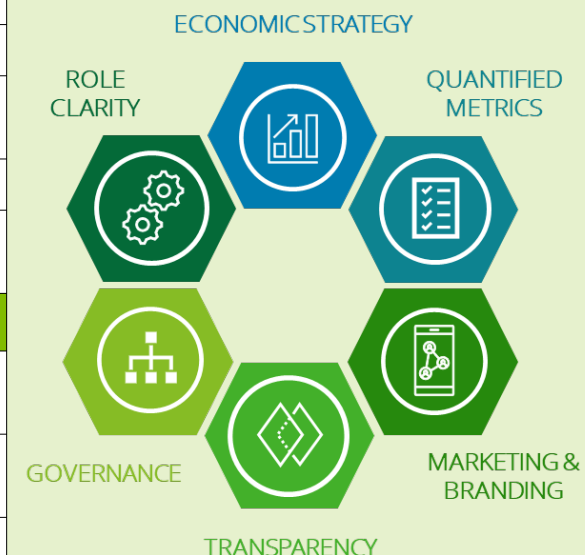 ECONOMIC STRATEGY
ROLE
CLARITY
QUANTIFIED
METRICS
GOVERNANCE
MARKETING &
BRANDING
TRANSPARENCY